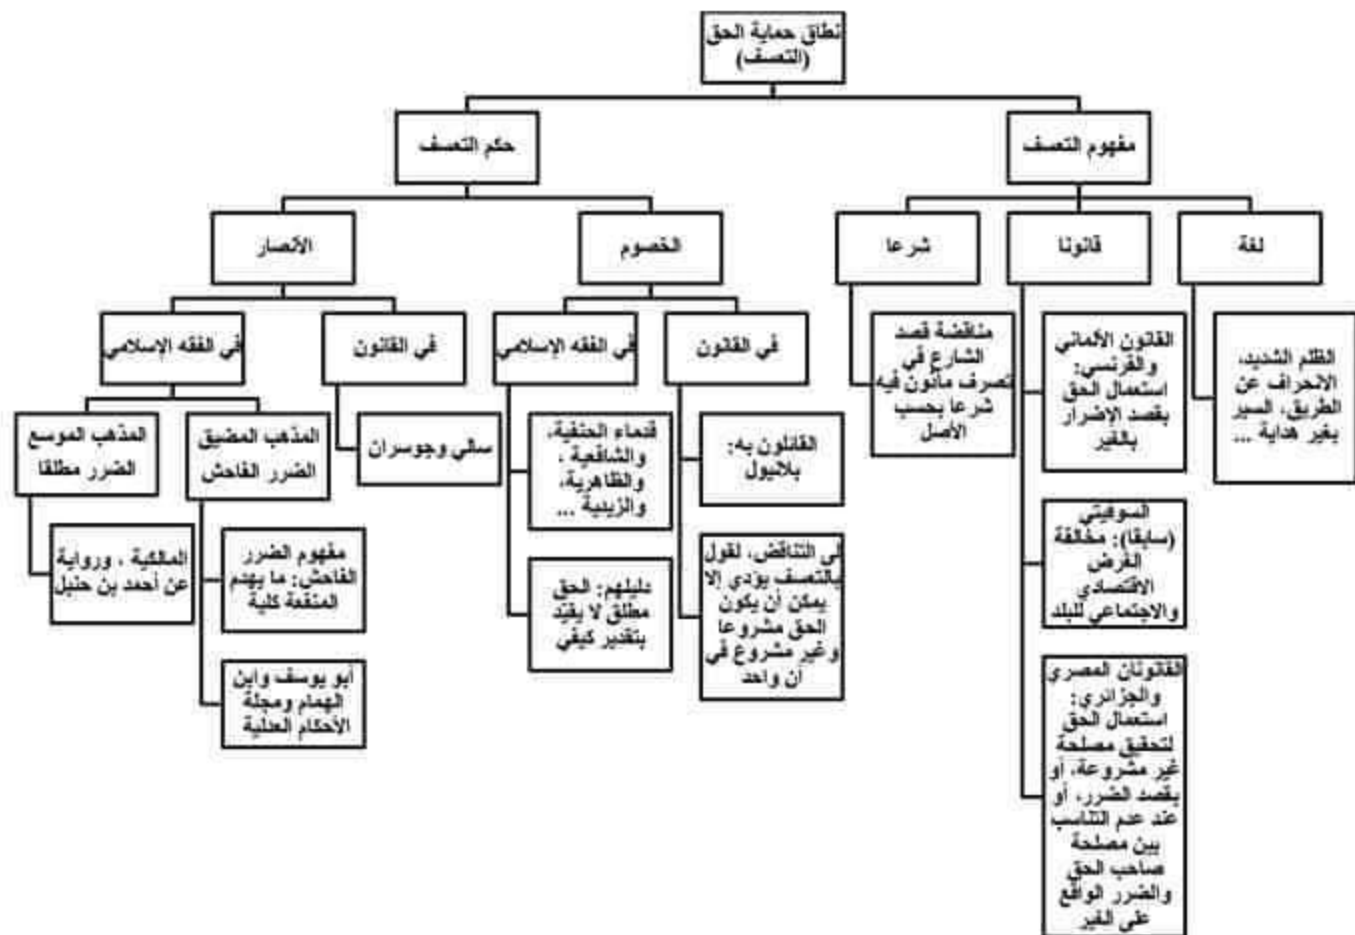 نطاق حماية الحق
(التعسف)
مفهوم التعسف
حكم التعسف
لغة
قانونا
شرعا
الخصوم
الأنصار
الظلم الشديد،
الانحراف عن
الطريق، السير
بغير هداية ...
القانون الألماني
والفرنسي:
استعمال الحق
بقصد الإضرار
بالغير
السوفيتي
(سابقا): مخالفة
الغرض
الاقتصادي
والاجتماعي للبلد
القانونان المصري
والجزائري:
استعمال الحق
لتحقيق مصلحة
غير مشروعة، أو
بقصد الضرر، أو
عند عدم التناسب
بين مصلحة
صاحب الحق
والضرر الواقع
على الغير
مناقضة قصد
الشارع في
تصرف مأذون فيه
شرعا بحسب
الأصل
في القانون
القائلون به:
بلانيول
لى التناقض، لقول
بالتعسف يؤدي إلا
يمكن أن يكون
الحق مشروعا
وغير مشروع في
آن واحد
في الفقه الإسلامي
قدماء الحنفية،
والشافعية ،
والظاهرية،
والزيدية ...
دليلهم: الحق
مطلق لا يقيد
بتقدير كيفي
في القانون
سالي وجوسران
في الفقه الإسلامي
المذهب المضيق
الضرر الفاحش
مفهوم الضرر
الفاحش: ما يهدم
المنفعة كلية
أبو يوسف وابن
الهمام ومجلة
الأحكام العدلية
المذهب الموسع
الضرر مطلقا
المالكية ، ورواية
عن أحمد بن حنبل